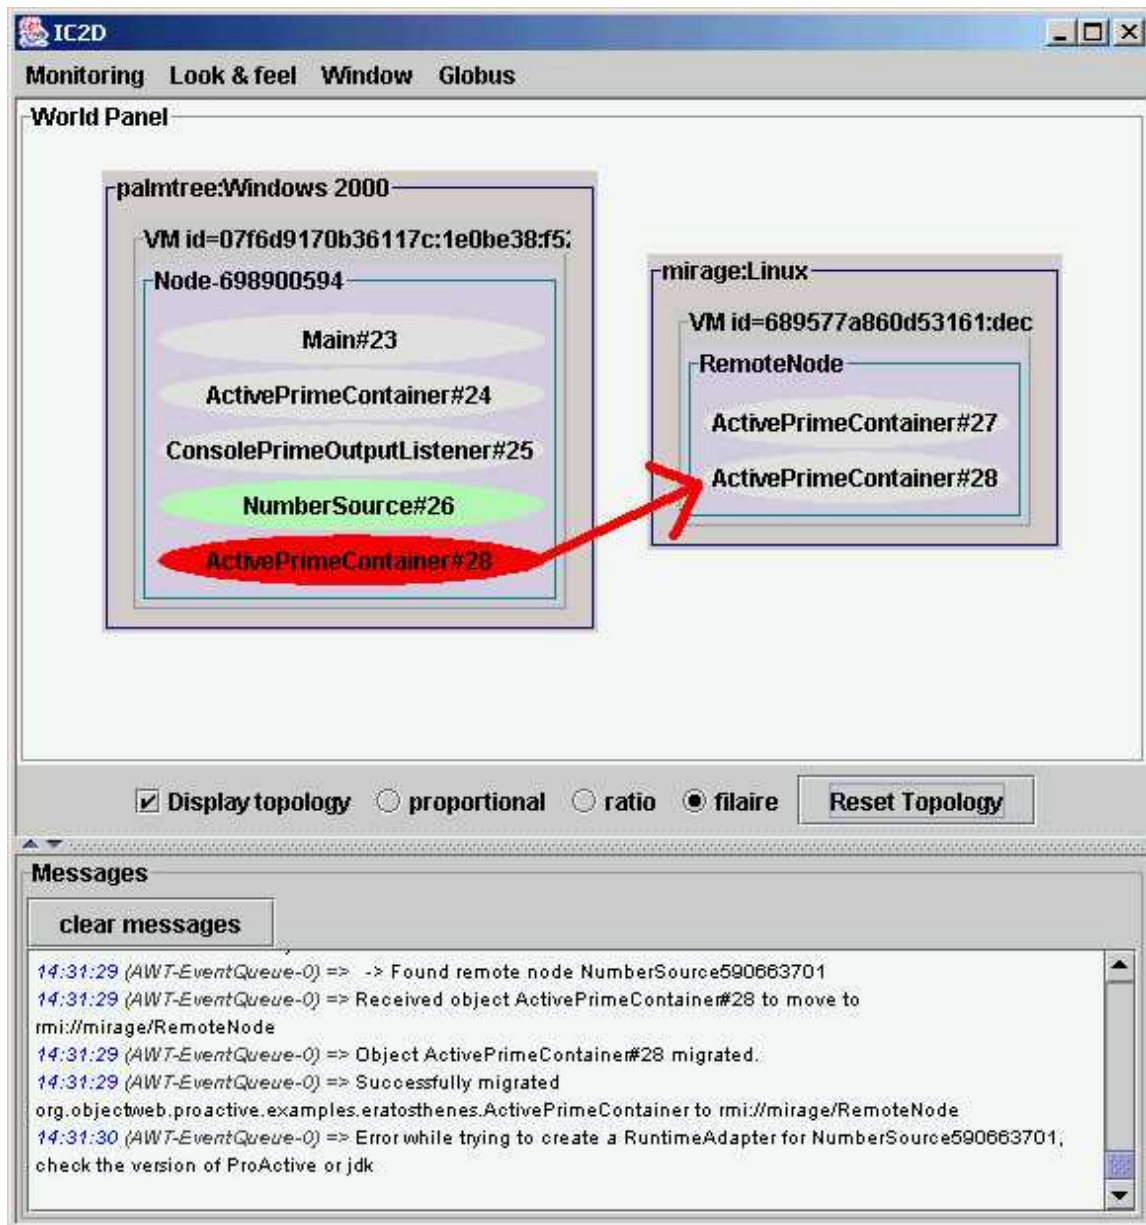 IC2D
Monitoring Look & feel Window Globus
World Panel
palmtree:Windows 2000
VM id=07f6d9170b36117c:1e0be38:f52
Node-698900594
Main#23
ActivePrimeContainer#24
ConsolePrimeOutputListener#25
NumberSource#26
ActivePrimeContainer#28
mirage:Linux
VM id=689577a860d53161:dec
RemoteNode
ActivePrimeContainer#27
ActivePrimeContainer#28
Display topology proportional ratio filaire Reset Topology
Messages
clear messages
14:31:29 (AWT-EventQueue-0) => -> Found remote node NumberSource590663701
14:31:29 (AWT-EventQueue-0) => Received object ActivePrimeContainer#28 to move to
rmi://mirage/RemoteNode
14:31:29 (AWT-EventQueue-0) => Object ActivePrimeContainer#28 migrated.
14:31:29 (AWT-EventQueue-0) => Successfully migrated
org.objectweb.proactive.examples.eratosthenes.ActivePrimeContainer to rmi://mirage/RemoteNode
14:31:30 (AWT-EventQueue-0) => Error while trying to create a RuntimeAdapter for NumberSource590663701,
check the version of ProActive or jdk